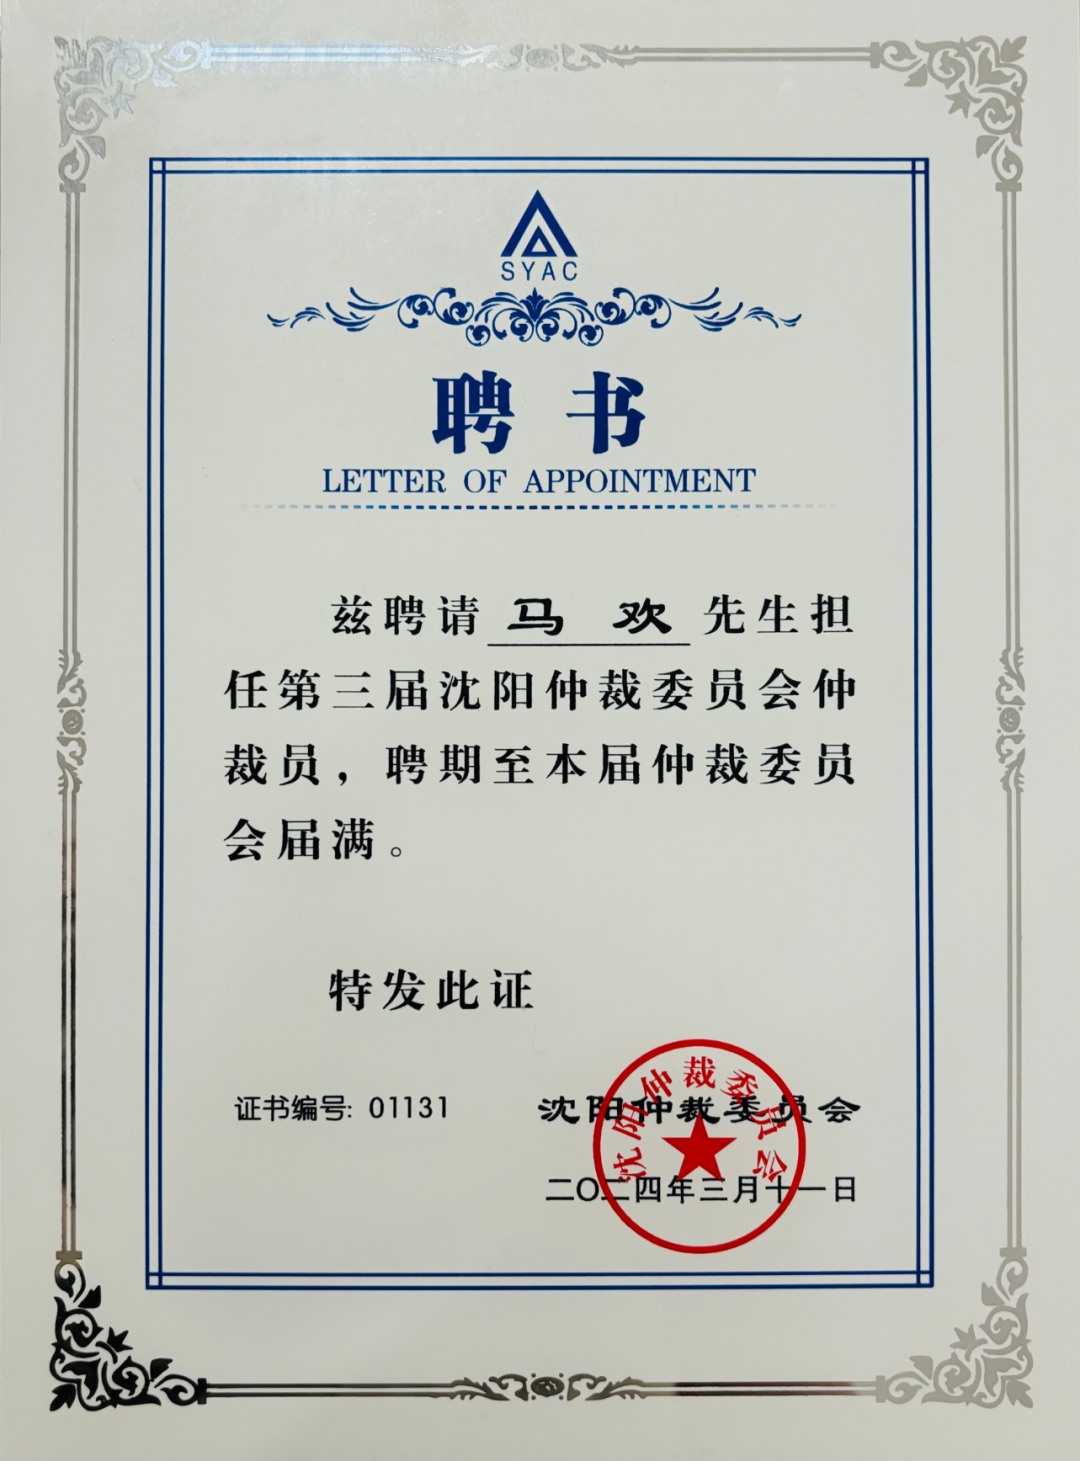 SYAC
聘书
LETTER OF APPOINTMENT
兹聘请 马 欢 先生担
任第三届沈阳仲裁委员会仲
裁员，聘期至本届仲裁委员
会届满。
特发此证
证书编号: 01131
沈阳仲裁委员会
沈阳仲裁委员会
二〇二四年三月十一日